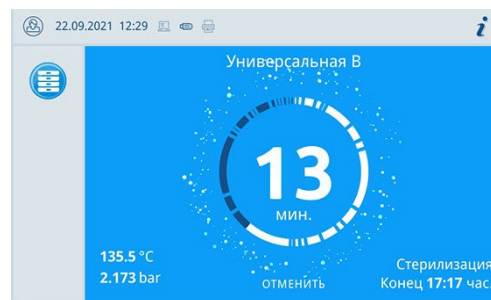 22.09.2021 12:29
i
Универсальная В
13
мин.
135.5 °C
2.173 bar
ОТМЕНИТЬ
Стерилизация
Конец 17:17 час.